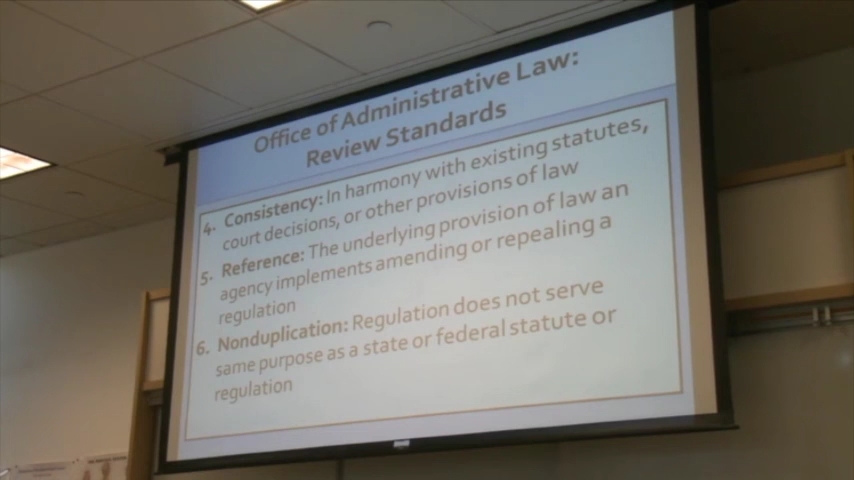 Office of Administrative Law:
Review Standards
4. Consistency: In harmony with existing statutes,
court decisions, or other provisions of law
5. Reference: The underlying provision of law an
agency implements amending or repealing a
regulation
6. Nonduplication: Regulation does not serve
same purpose as a state or federal statute or
regulation